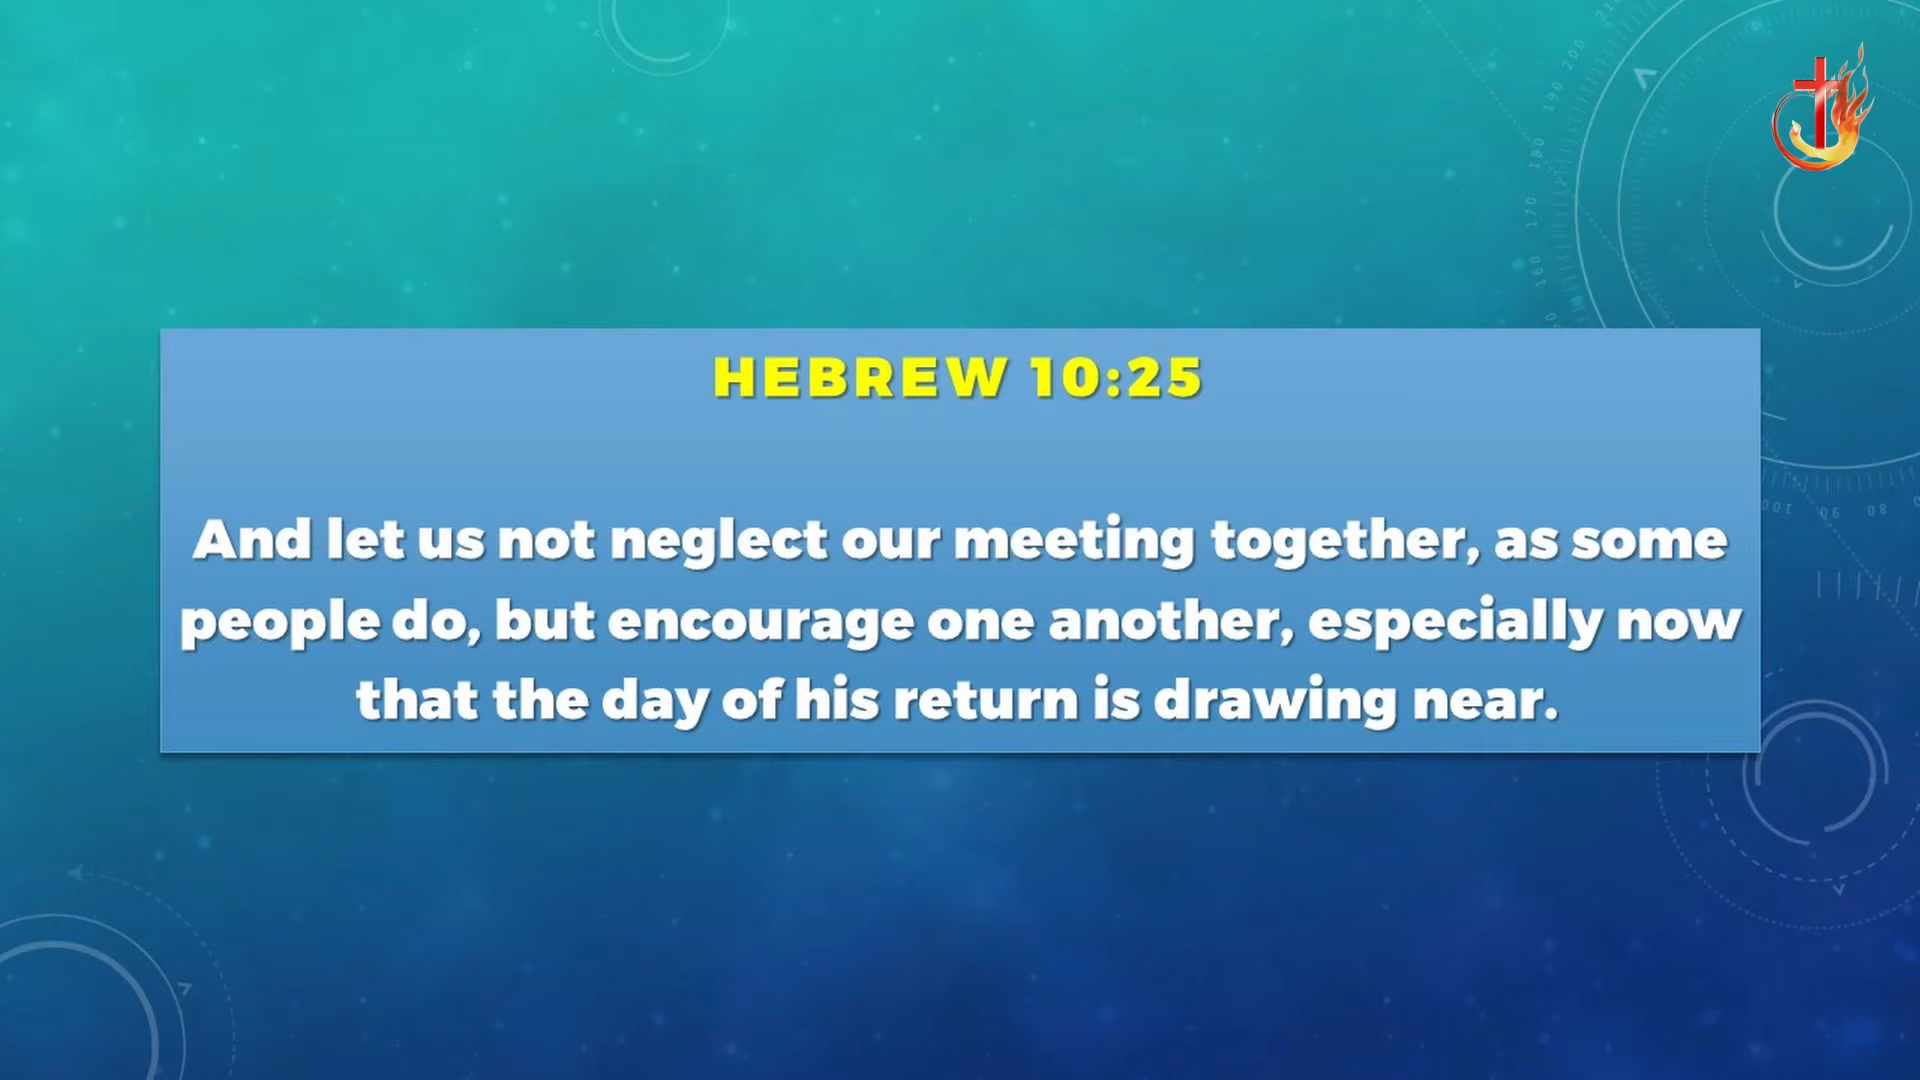 HEBREW 10:25
And let us not neglect our meeting together, as some
people do, but encourage one another, especially now
that the day of his return is drawing near.